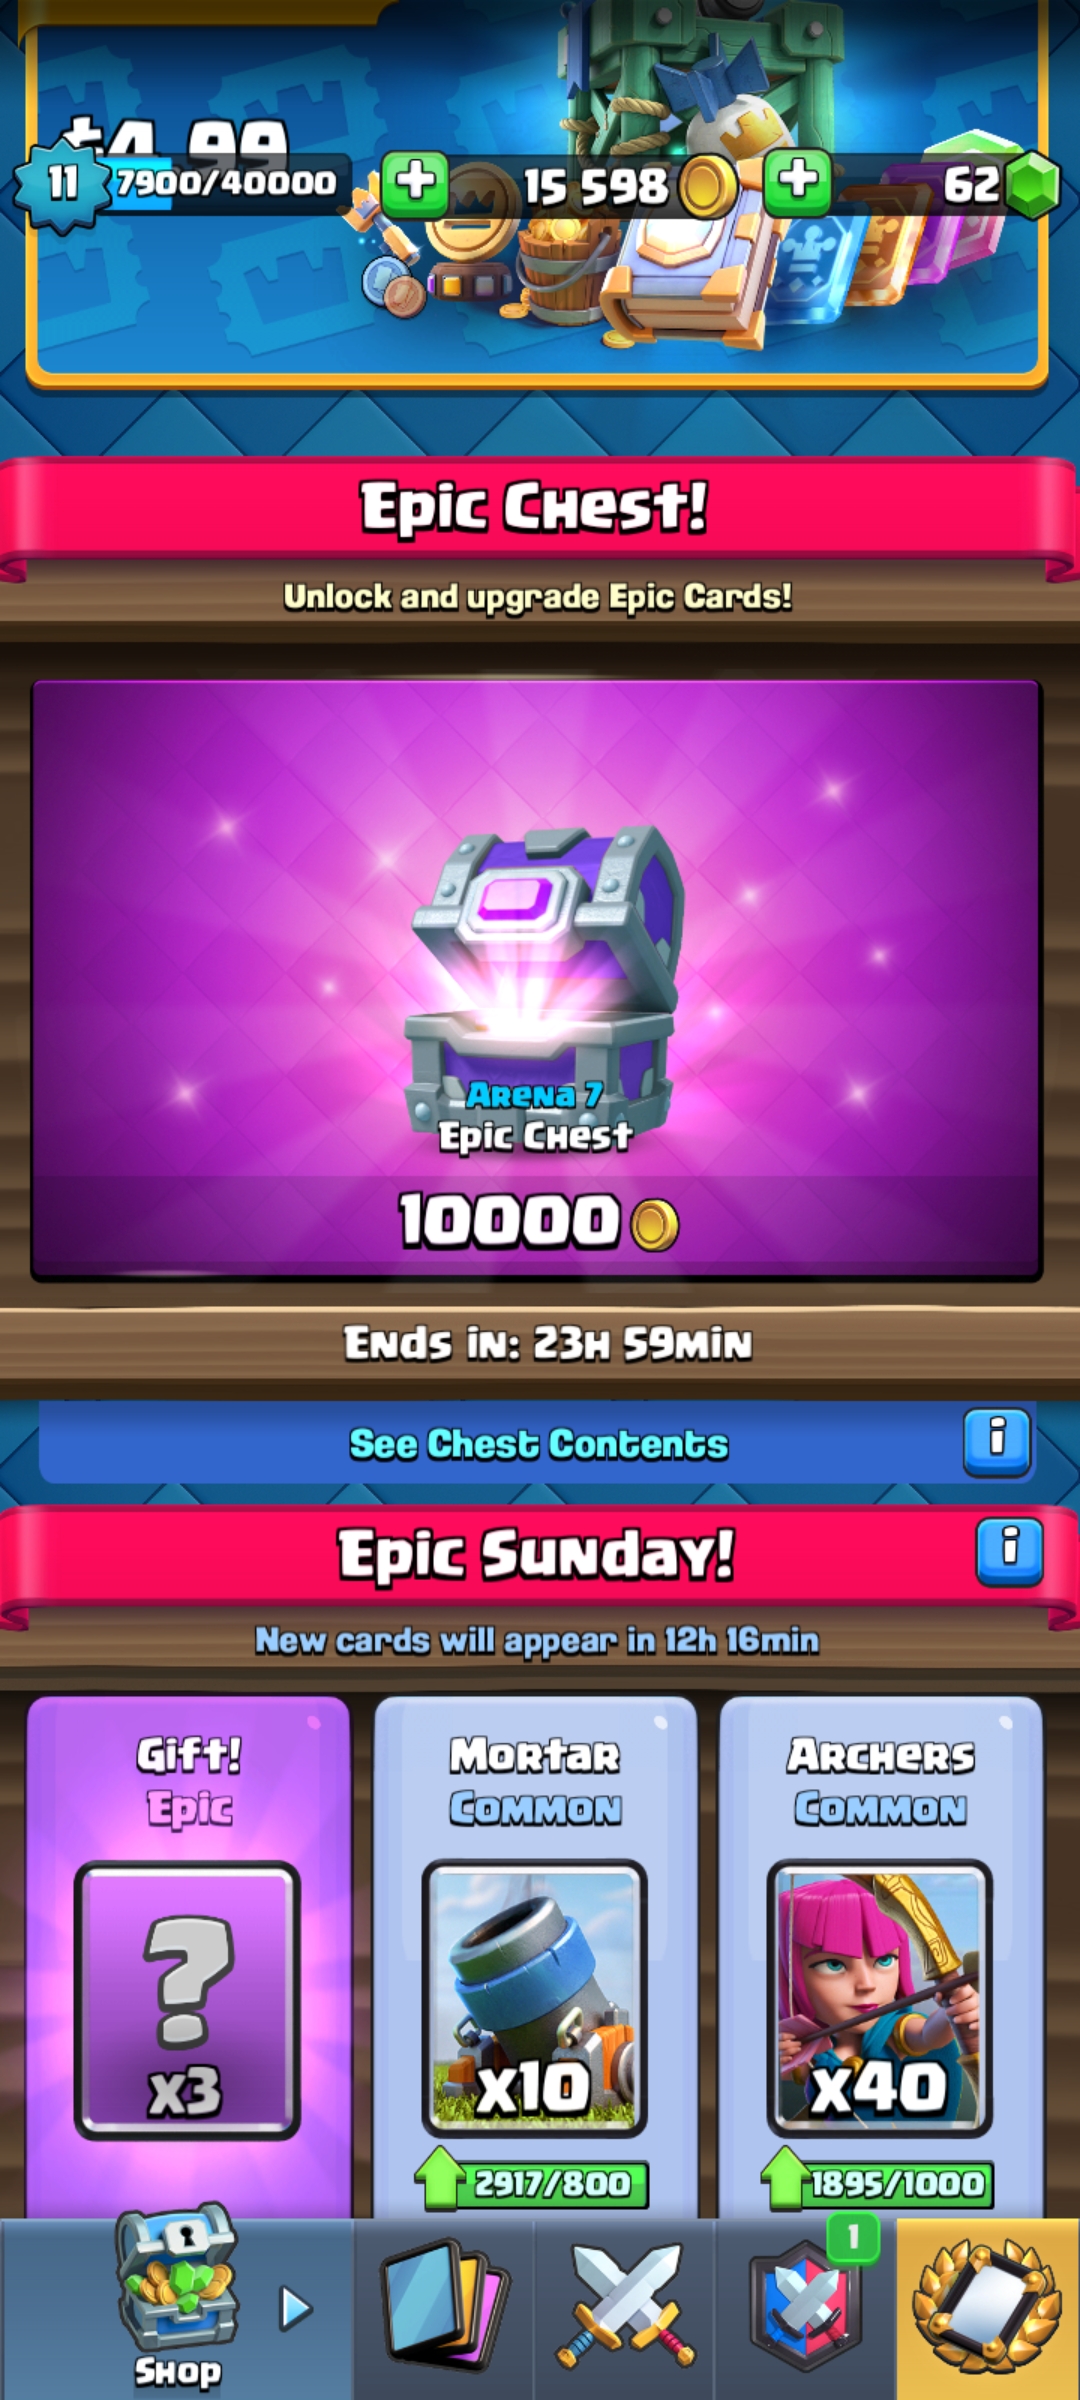 $4.99
11
7900/40000
15 598
62
Epic Chest!
Unlock and upgrade Epic Cards!
Arena 7
Epic Chest
10000
Ends in: 23h 59min
See Chest Contents
i
Epic Sunday!
i
New cards will appear in 12h 16min
Gift!
Epic
?
x3
Mortar
Common
x10
2917/800
Archers
Common
x40
1895/1000
1
Shop